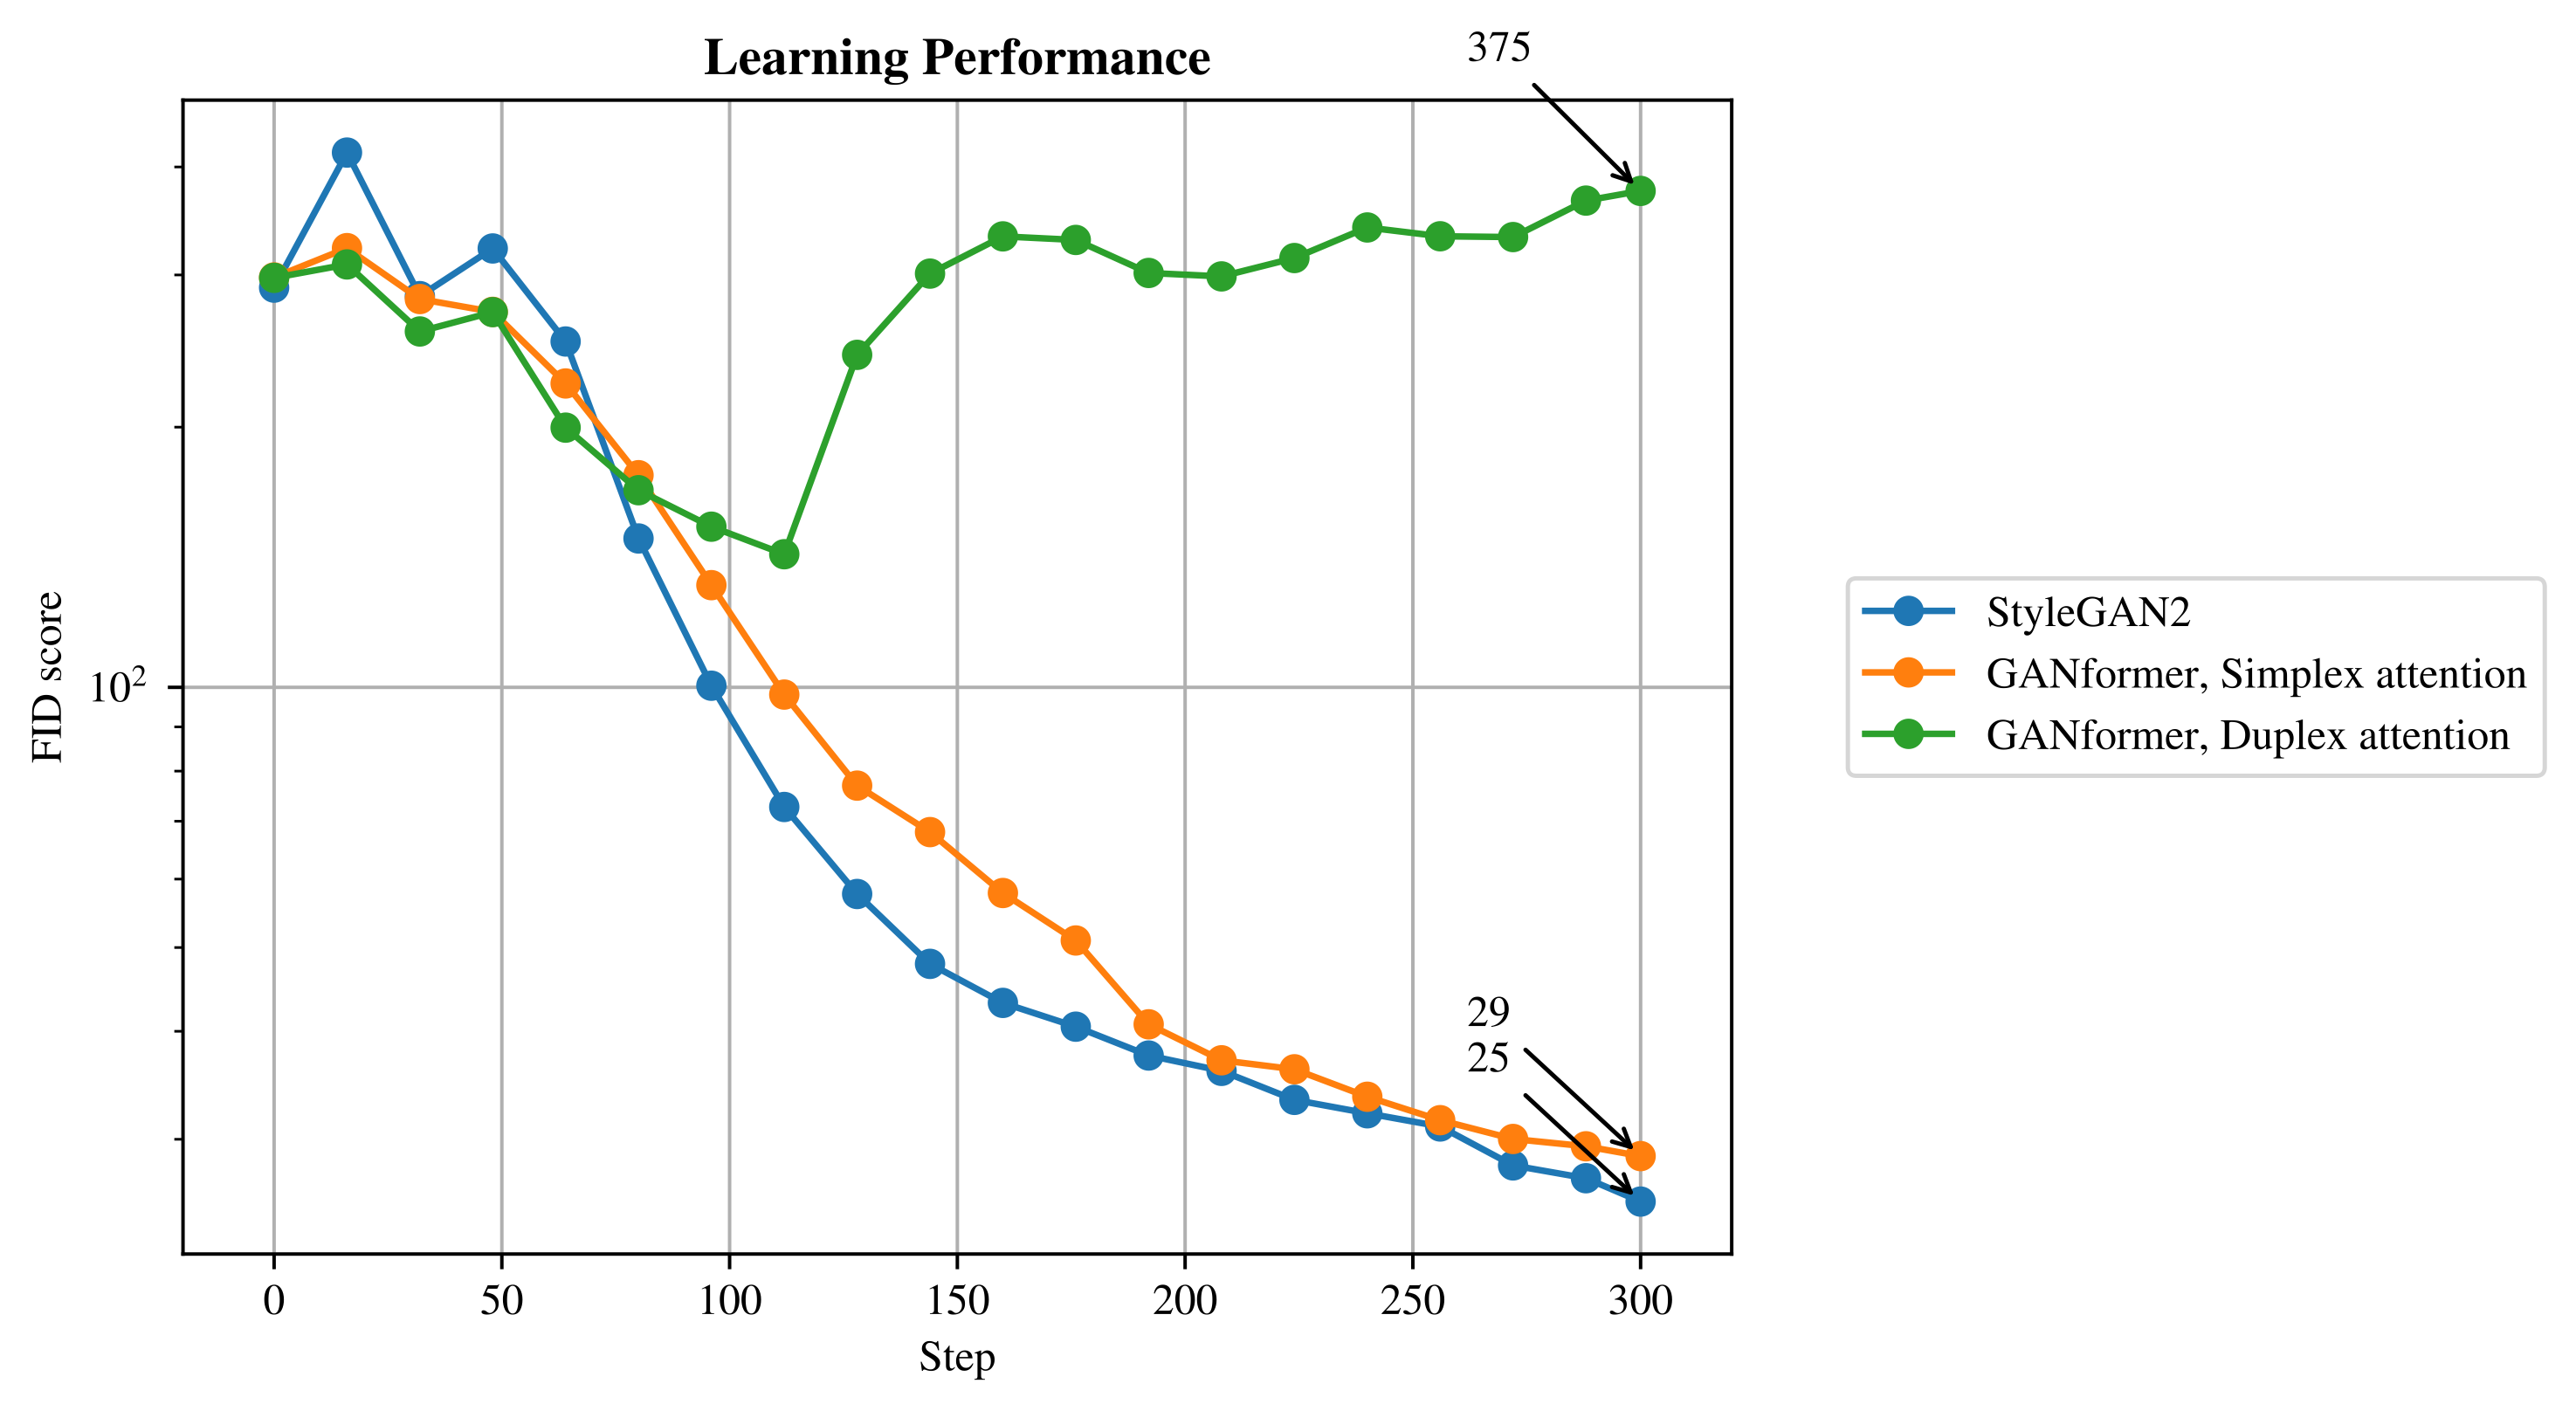 Learning Performance
375
FID score
10²
29
25
0 50 100 150 200 250 300
Step
StyleGAN2
GANformer, Simplex attention
GANformer, Duplex attention